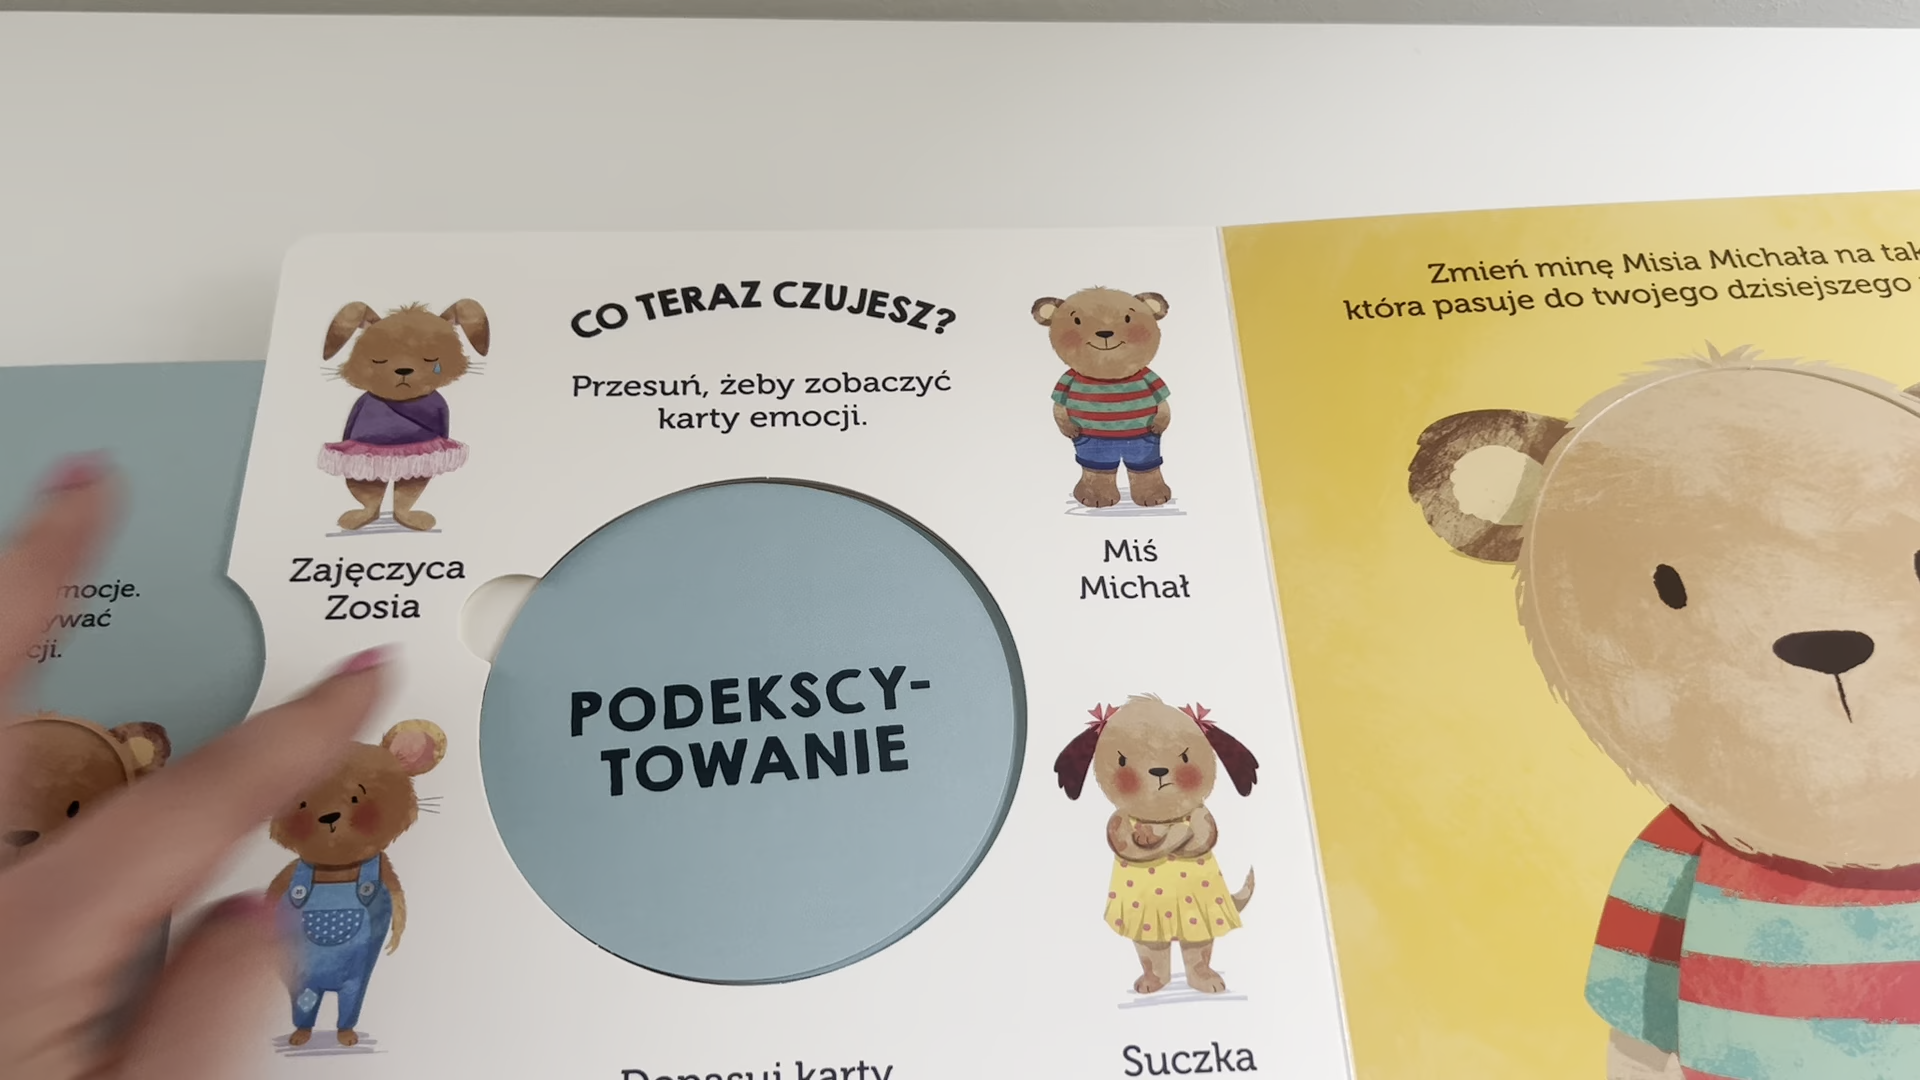 CO TERAZ CZUJESZ?
Przesuń, żeby zobaczyć
karty emocji.
Zajęczyca
Zosia
Miś
Michał
PODEKSCY-
TOWANIE
Suczka
karty
Zmień minę Misia Michała na
która pasuje do twojego dzisiejszego